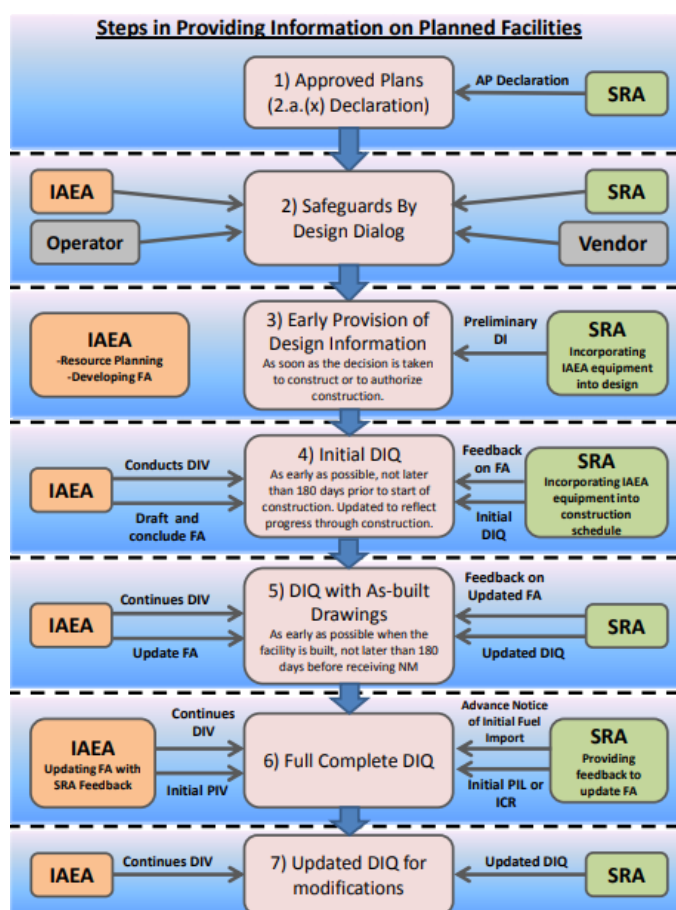 Steps in Providing Information on Planned Facilities
1) Approved Plans
(2.a.(x) Declaration)
AP Declaration
SRA
IAEA
Operator
2) Safeguards By
Design Dialog
SRA
Vendor
IAEA
-Resource Planning
-Developing FA
3) Early Provision of
Design Information
As soon as the decision is taken
to construct or to authorize
construction.
Preliminary
DI
SRA
Incorporating
IAEA equipment
into design
IAEA
Conducts DIV
Draft and
conclude FA
4) Initial DIQ
As early as possible, not later
than 180 days prior to start of
construction. Updated to reflect
progress through construction.
Feedback
on FA
Initial
DIQ
SRA
Incorporating IAEA
equipment into
construction
schedule
IAEA
Continues DIV
Update FA
5) DIQ with As-built
Drawings
As early as possible when the
facility is built, not later than 180
days before receiving NM
Feedback on
Updated FA
Updated DIQ
SRA
IAEA
Updating FA with
SRA Feedback
Continues
DIV
Initial PIV
6) Full Complete DIQ
Advance Notice
of Initial Fuel
Import
Initial PIL or
ICR
SRA
Providing
feedback to
update FA
IAEA
Continues DIV
7) Updated DIQ for
modifications
Updated DIQ
SRA